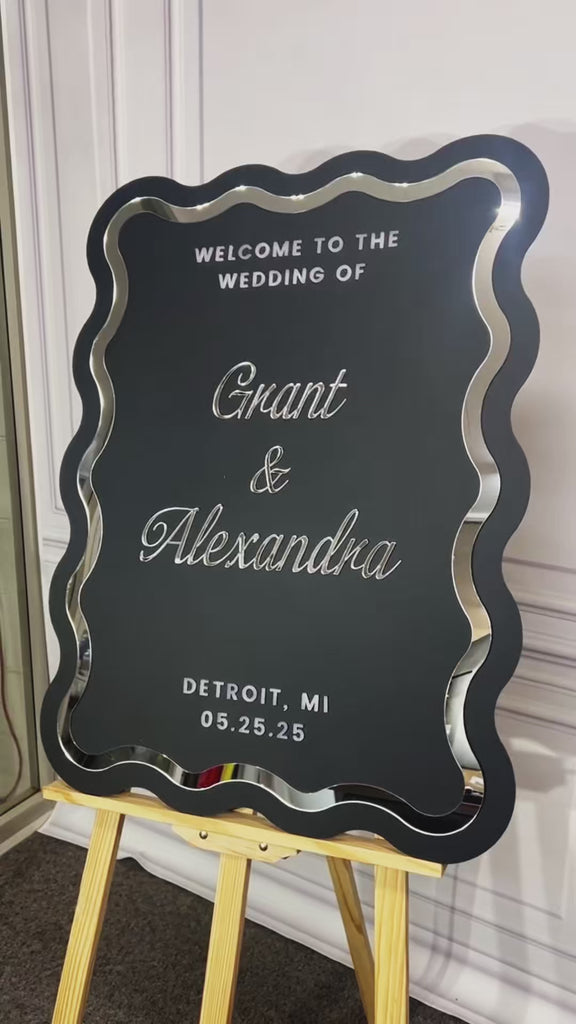 WELCOME TO THE
WEDDING OF
Grant
&
Alexandra
DETROIT, MI
05.25.25